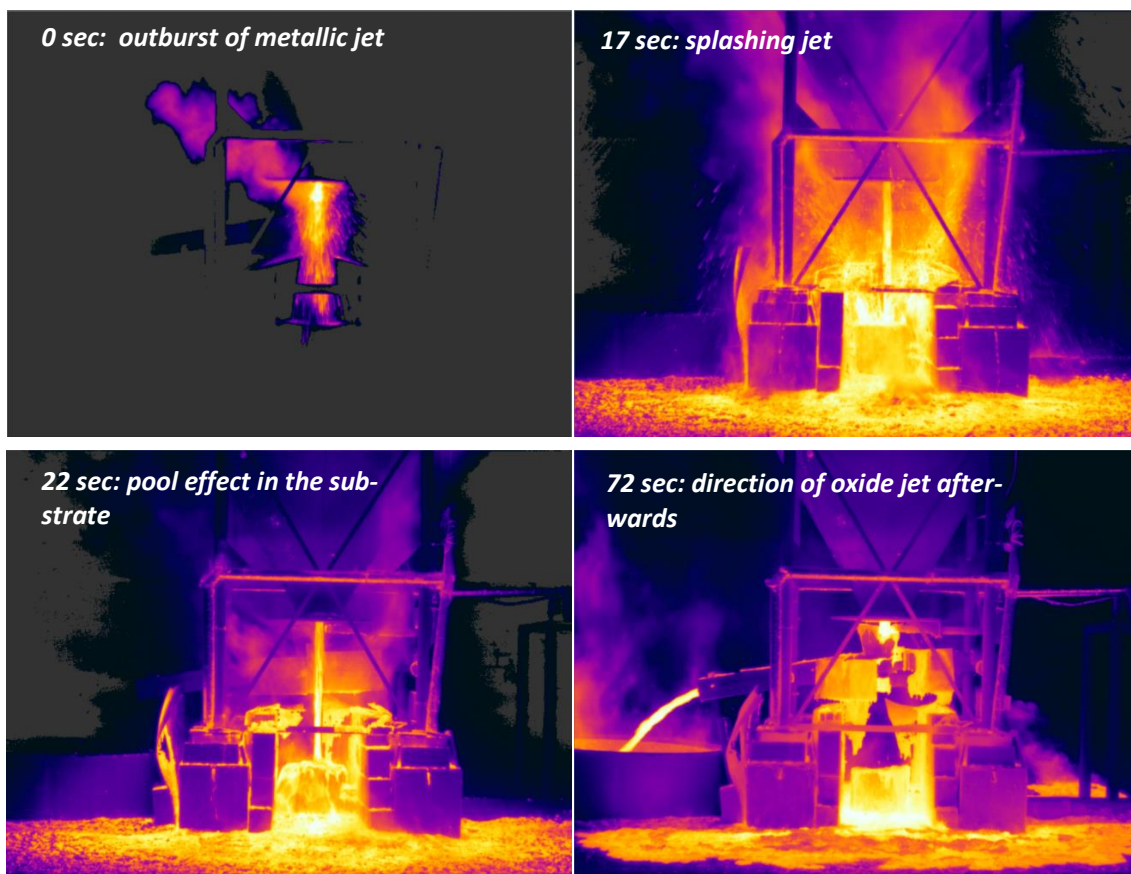 0 sec: outburst of metallic jet
17 sec: splashing jet
22 sec: pool effect in the sub-
strate
72 sec: direction of oxide jet after-
wards